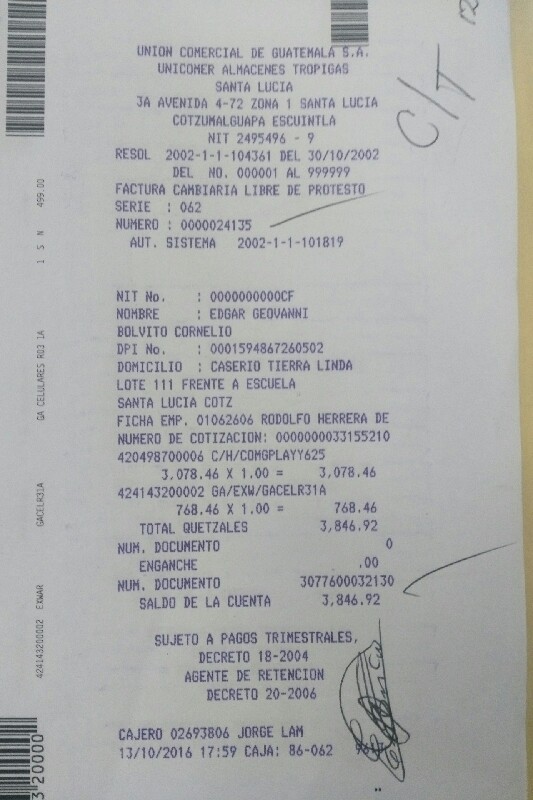 UNION COMERCIAL DE GUATEMALA S.A.
UNICOMER ALMACENES TROPIGAS
SANTA LUCIA
3A AVENIDA 4-72 ZONA 1 SANTA LUCIA
COTZUMALGUAPA ESCUINTLA
NIT 2495496 - 9
RESOL 2002-1-1-104361 DEL 30/10/2002
DEL NO. 000001 AL 999999
FACTURA CAMBIARIA LIBRE DE PROTESTO
SERIE : 062
NUMERO : 0000024135
AUT. SISTEMA 2002-1-1-101819
C/T
NIT No. : 0000000000CF
NOMBRE : EDGAR GEOVANNI
BOLVITO CORNELIO
DPI No. : 0001594867260502
DOMICILIO : CASERIO TIERRA LINDA
LOTE 111 FRENTE A ESCUELA
SANTA LUCIA COTZ
FICHA EMP. 01062606 RODOLFO HERRERA DE
NUMERO DE COTIZACION: 0000000033155210
420498700006 C/H/COMGPLAYY625
3,078.46 X 1.00 = 3,078.46
424143200002 GA/EXW/GACELR31A
768.46 X 1.00 = 768.46
TOTAL QUETZALES 3,846.92
NUM. DOCUMENTO 0
ENGANCHE .00
NUM. DOCUMENTO 3077600032130
SALDO DE LA CUENTA 3,846.92
SUJETO A PAGOS TRIMESTRALES,
DECRETO 18-2004
AGENTE DE RETENCION
DECRETO 20-2006
CAJERO 02693806 JORGE LAM
13/10/2016 17:59 CAJA: 86-062
424143200002 EXWAR GACELR31A GA CELULARES RO3 1A 1 S N 499.00
3 20000